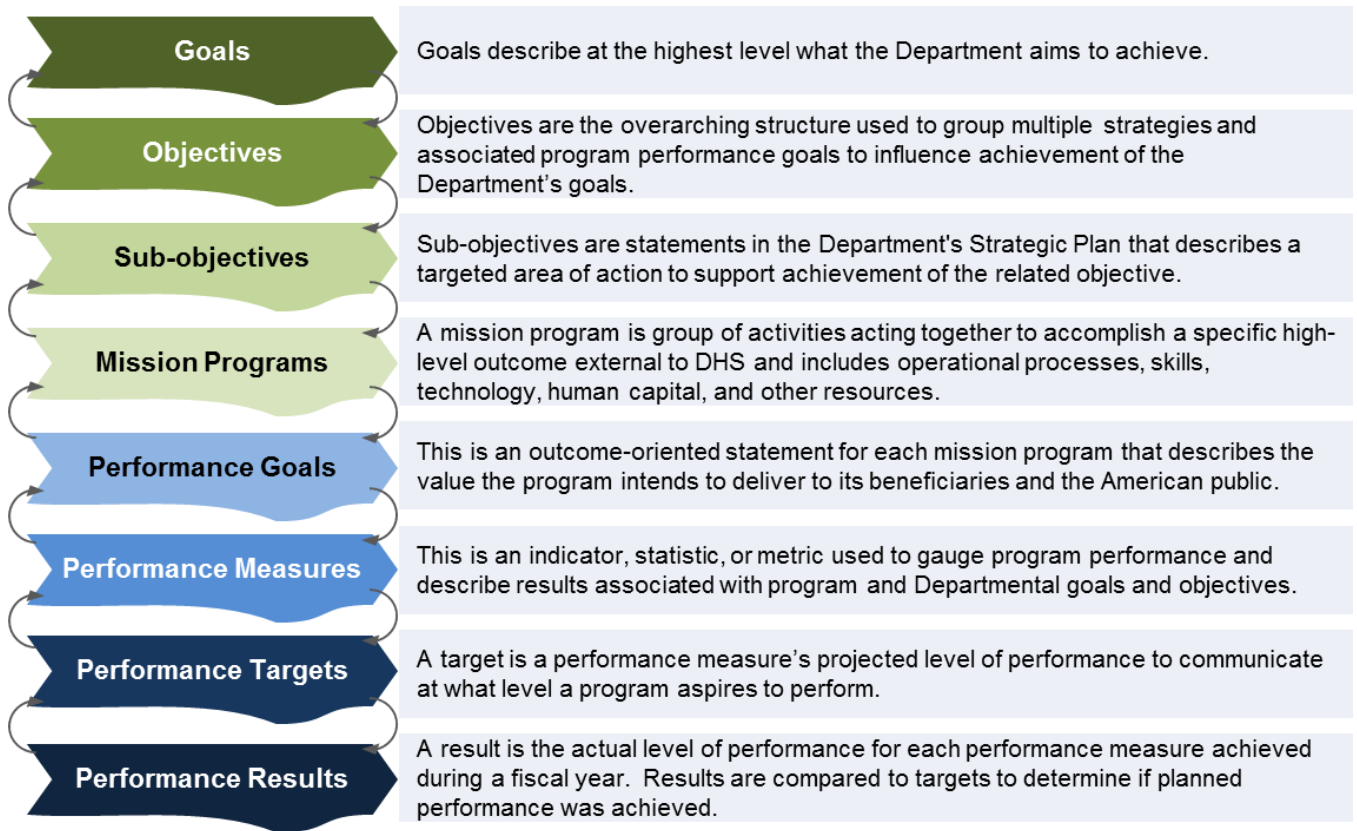 Goals
Goals describe at the highest level what the Department aims to achieve.
Objectives
Objectives are the overarching structure used to group multiple strategies and
associated program performance goals to influence achievement of the
Department's goals.
Sub-objectives
Sub-objectives are statements in the Department's Strategic Plan that describes a
targeted area of action to support achievement of the related objective.
Mission Programs
A mission program is group of activities acting together to accomplish a specific high-
level outcome external to DHS and includes operational processes, skills,
technology, human capital, and other resources.
Performance Goals
This is an outcome-oriented statement for each mission program that describes the
value the program intends to deliver to its beneficiaries and the American public.
Performance Measures
This is an indicator, statistic, or metric used to gauge program performance and
describe results associated with program and Departmental goals and objectives.
Performance Targets
A target is a performance measure's projected level of performance to communicate
at what level a program aspires to perform.
Performance Results
A result is the actual level of performance for each performance measure achieved
during a fiscal year.  Results are compared to targets to determine if planned
performance was achieved.